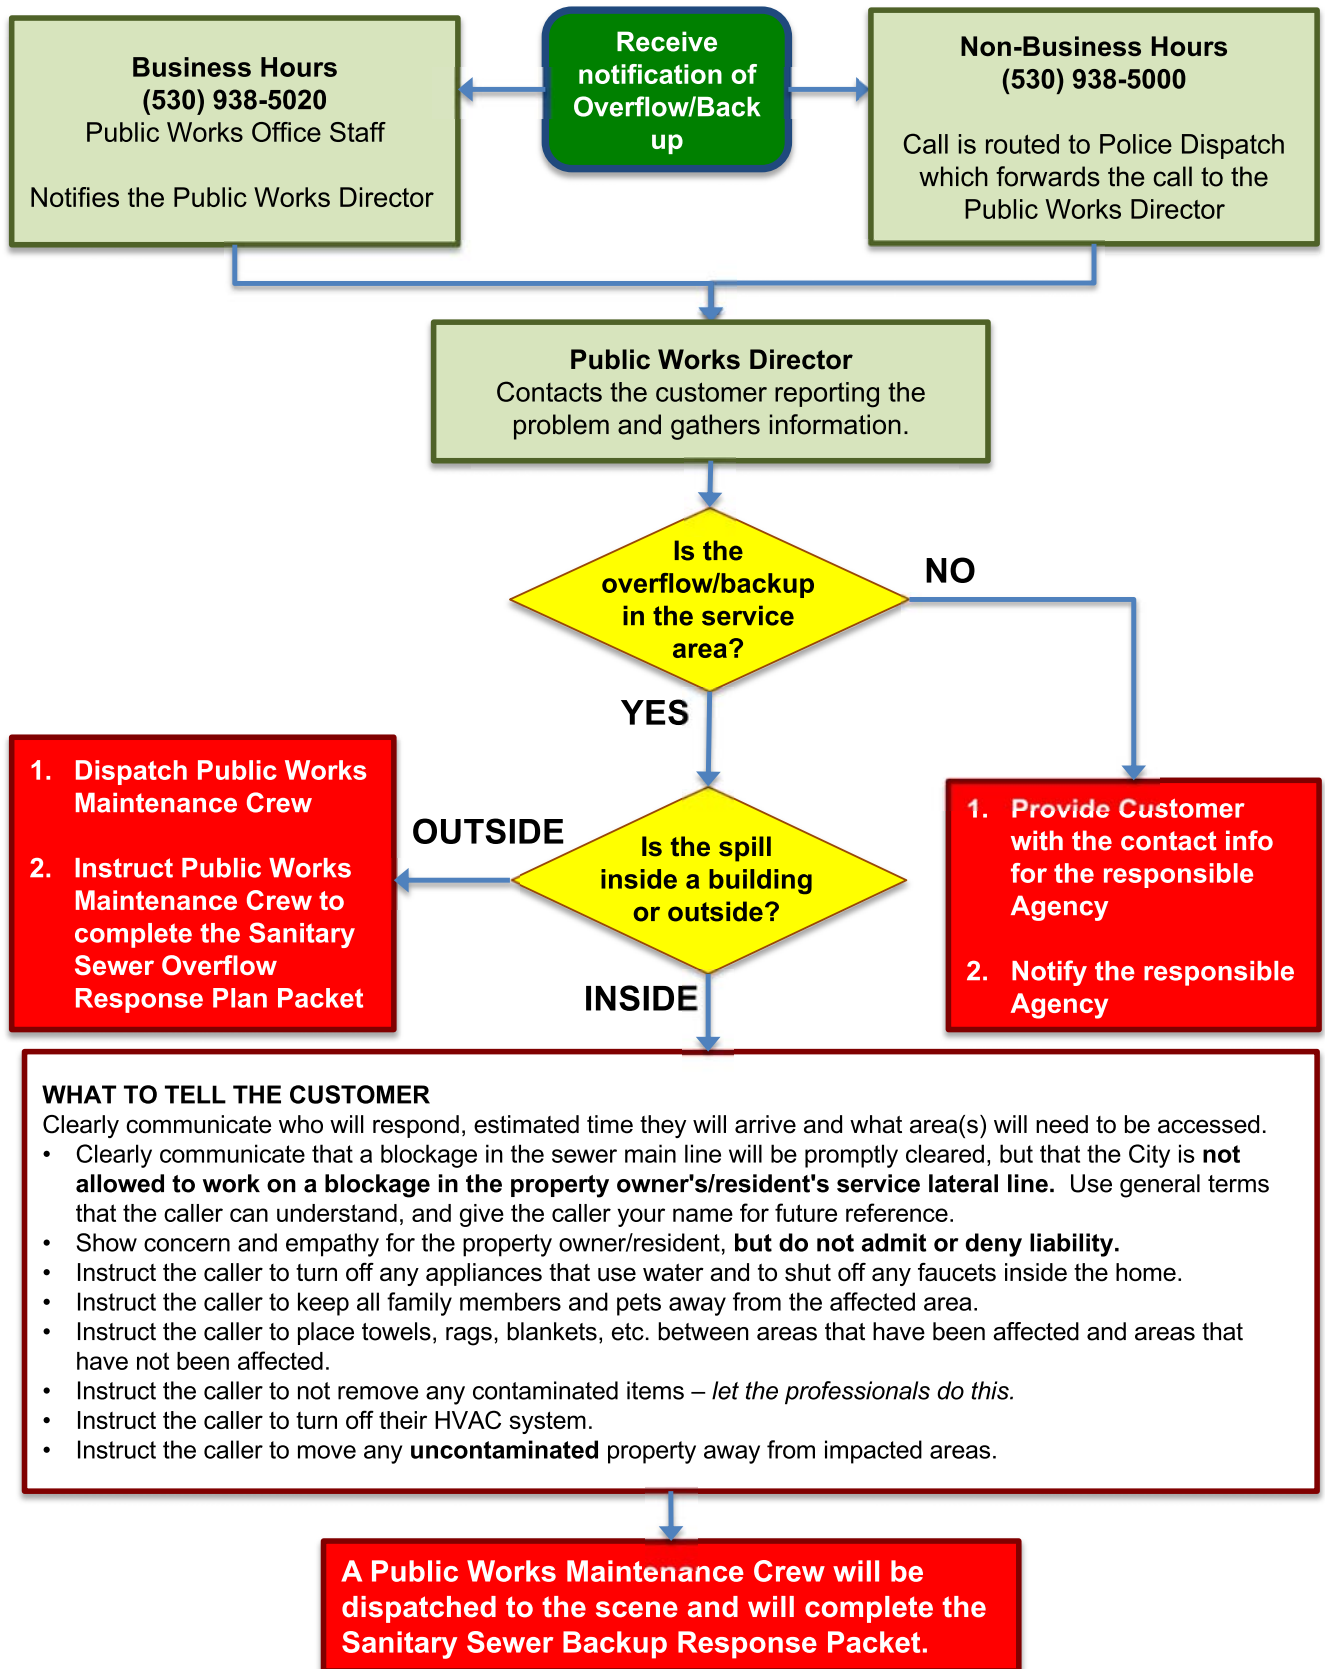 Receive
notification of
Overflow/Back
up
Business Hours
(530) 938-5020
Public Works Office Staff
Notifies the Public Works Director
Non-Business Hours
(530) 938-5000
Call is routed to Police Dispatch
which forwards the call to the
Public Works Director
Public Works Director
Contacts the customer reporting the
problem and gathers information.
Is the
overflow/backup
in the service
area?
NO
YES
1. Provide Customer
with the contact info
for the responsible
Agency
2. Notify the responsible
Agency
Is the spill
inside a building
or outside?
OUTSIDE
1. Dispatch Public Works
Maintenance Crew
2. Instruct Public Works
Maintenance Crew to
complete the Sanitary
Sewer Overflow
Response Plan Packet
INSIDE
WHAT TO TELL THE CUSTOMER
Clearly communicate who will respond, estimated time they will arrive and what area(s) will need to be accessed.
• Clearly communicate that a blockage in the sewer main line will be promptly cleared, but that the City is not
allowed to work on a blockage in the property owner's/resident's service lateral line. Use general terms
that the caller can understand, and give the caller your name for future reference.
• Show concern and empathy for the property owner/resident, but do not admit or deny liability.
• Instruct the caller to turn off any appliances that use water and to shut off any faucets inside the home.
• Instruct the caller to keep all family members and pets away from the affected area.
• Instruct the caller to place towels, rags, blankets, etc. between areas that have been affected and areas that
have not been affected.
• Instruct the caller to not remove any contaminated items – let the professionals do this.
• Instruct the caller to turn off their HVAC system.
• Instruct the caller to move any uncontaminated property away from impacted areas.
A Public Works Maintenance Crew will be
dispatched to the scene and will complete the
Sanitary Sewer Backup Response Packet.